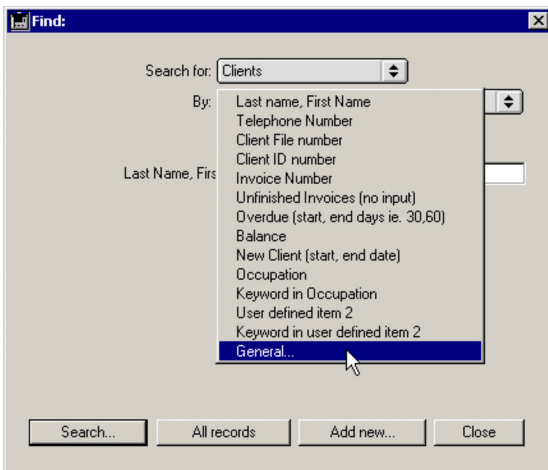 Find:
Search for: Clients
By:
Last name, First Name
Telephone Number
Client File number
Client ID number
Last Name, Firs
Invoice Number
Unfinished Invoices (no input)
Overdue (start, end days ie. 30,60)
Balance
New Client (start, end date)
Occupation
Keyword in Occupation
User defined item 2
Keyword in user defined item 2
General...
Search... All records Add new... Close